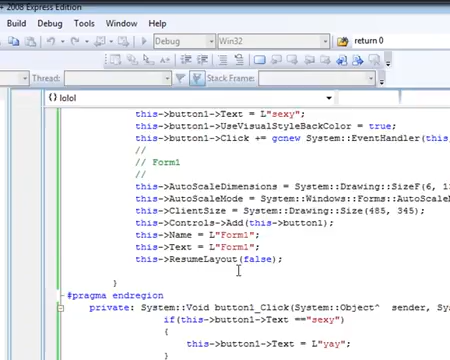 + 2008 Express Edition
Build Debug Tools Window Help
Debug Win32 return 0
Thread: Stack Frame:
{} lolol
this->button1->Text = L"sexy";
this->button1->UseVisualStyleBackColor = true;
this->button1->Click += gcnew System::EventHandler(this,
//
// Form1
//
this->AutoScaleDimensions = System::Drawing::SizeF(6, 1
this->AutoScaleMode = System::Windows::Forms::AutoScale
this->ClientSize = System::Drawing::Size(485, 345);
this->Controls->Add(this->button1);
this->Name = L"Form1";
this->Text = L"Form1";
this->ResumeLayout(false);
}
#pragma endregion
private: System::Void button1_Click(System::Object^ sender, Sy
if(this->button1->Text =="sexy")
{
this->button1->Text = L"yay";
}